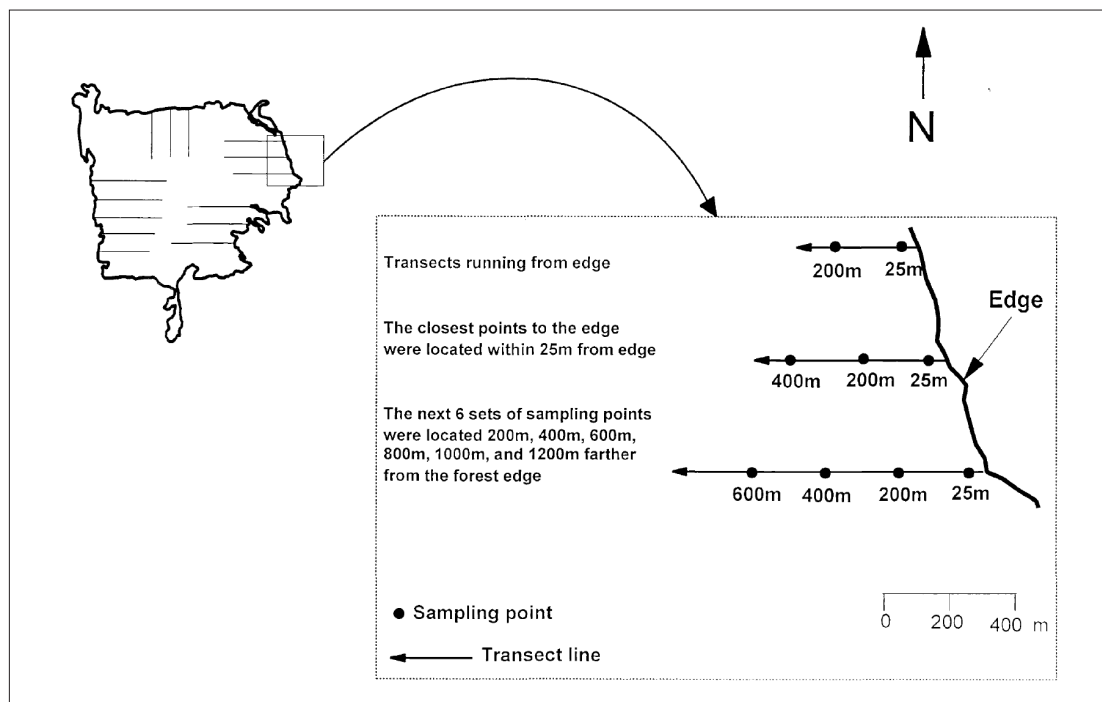 N
Transects running from edge
The closest points to the edge
were located within 25m from edge
The next 6 sets of sampling points
were located 200m, 400m, 600m,
800m, 1000m, and 1200m farther
from the forest edge
200m 25m
Edge
400m 200m 25m
600m 400m 200m 25m
0 200 400 m
Sampling point
Transect line